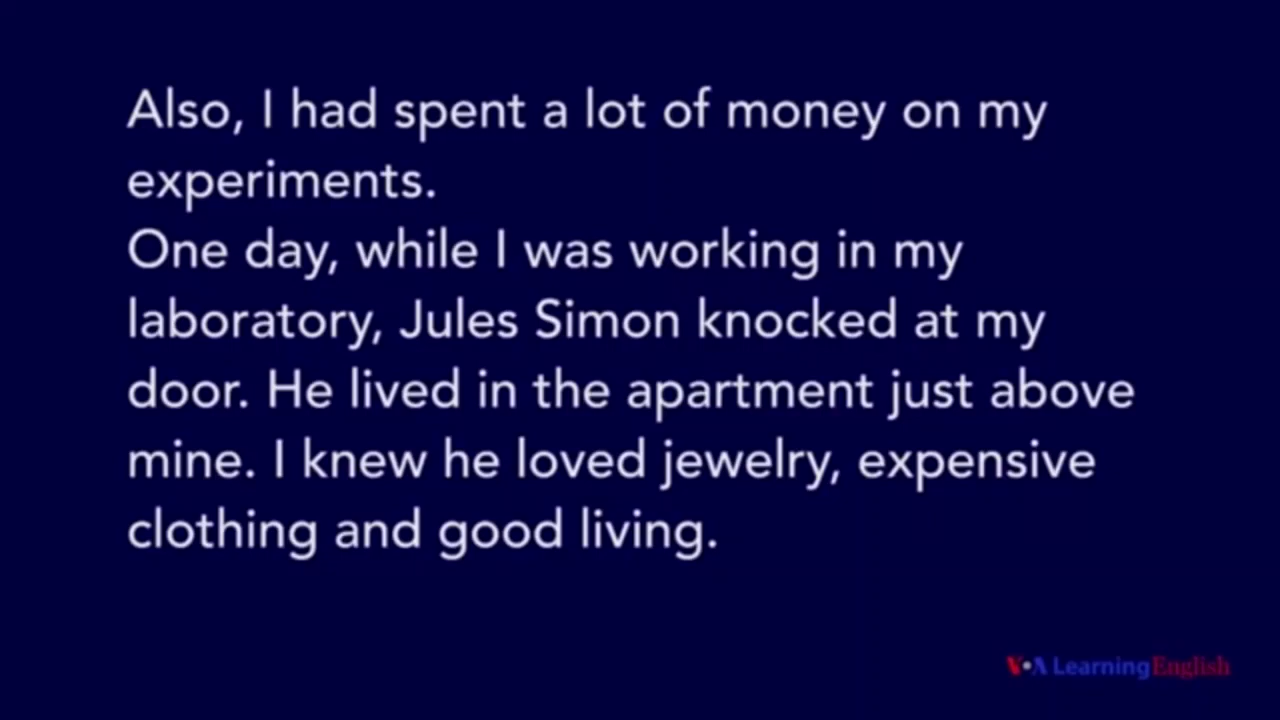 Also, I had spent a lot of money on my
experiments.
One day, while I was working in my
laboratory, Jules Simon knocked at my
door. He lived in the apartment just above
mine. I knew he loved jewelry, expensive
clothing and good living.
VOA Learning English